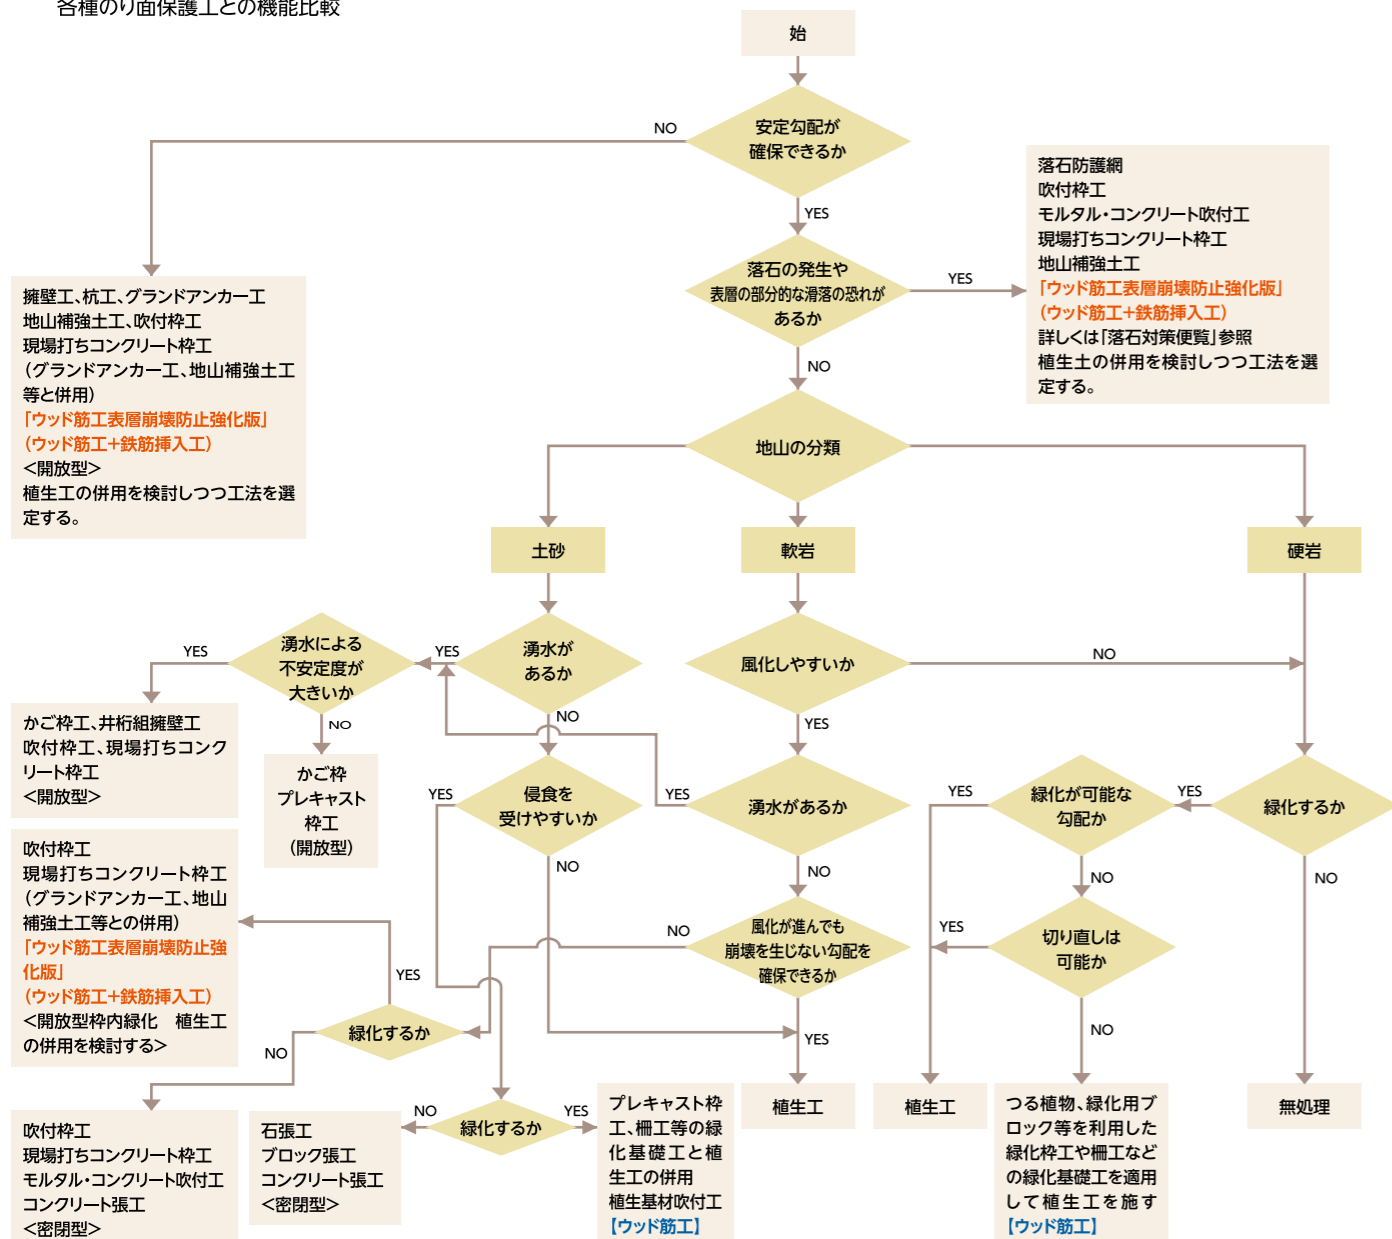 各種のり面保護工との機能比較
始
安定勾配が
確保できるか
NO
YES
落石の発生や
表層の部分的な滑落の恐れが
あるか
YES
NO
落石防護網
吹付枠工
モルタル・コンクリート吹付工
現場打ちコンクリート枠工
地山補強土工
「ウッド筋工表層崩壊防止強化版」
(ウッド筋工+鉄筋挿入工)
詳しくは「落石対策便覧」参照
植生土の併用を検討しつつ工法を選
定する。
擁壁工、杭工、グランドアンカー工
地山補強土工、吹付枠工
現場打ちコンクリート枠工
(グランドアンカー工、地山補強土工
等と併用)
「ウッド筋工表層崩壊防止強化版」
(ウッド筋工+鉄筋挿入工)
<開放型>
植生工の併用を検討しつつ工法を選
定する。
地山の分類
土砂
軟岩
硬岩
湧水による
不安定度が
大きいか
YES
NO
湧水が
あるか
YES
NO
風化しやすいか
NO
YES
かご枠工、井桁組擁壁工
吹付枠工、現場打ちコンク
リート枠工
<開放型>
かご枠
プレキャスト
枠工
(開放型)
侵食を
受けやすいか
YES
NO
湧水があるか
YES
NO
緑化が可能な
勾配か
YES
NO
緑化するか
YES
NO
吹付枠工
現場打ちコンクリート枠工
(グランドアンカー工、地山
補強土工等との併用)
「ウッド筋工表層崩壊防止強
化版」
(ウッド筋工+鉄筋挿入工)
<開放型枠内緑化　植生工
の併用を検討する>
風化が進んでも
崩壊を生じない勾配を
確保できるか
NO
YES
切り直しは
可能か
YES
NO
緑化するか
YES
NO
吹付枠工
現場打ちコンクリート枠工
モルタル・コンクリート吹付工
コンクリート張工
<密閉型>
緑化するか
NO
YES
石張工
ブロック張工
コンクリート張工
<密閉型>
プレキャスト枠
工、柵工等の緑
化基礎工と植
生工の併用
植生基材吹付工
【ウッド筋工】
植生工
植生工
つる植物、緑化用ブ
ロック等を利用した
緑化枠工や柵工など
の緑化基礎工を適用
して植生工を施す
【ウッド筋工】
無処理